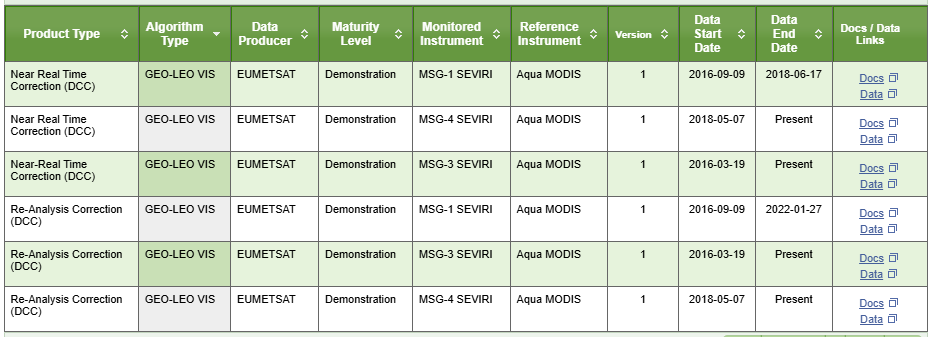 Product Type Algorithm Type Data Producer Maturity Level Monitored Instrument Reference Instrument Version Data Start Date Data End Date Docs / Data Links
Near Real Time Correction (DCC) GEO-LEO VIS EUMETSAT Demonstration MSG-1 SEVIRI Aqua MODIS 1 2016-09-09 2018-06-17 Docs Data
Near Real Time Correction (DCC) GEO-LEO VIS EUMETSAT Demonstration MSG-4 SEVIRI Aqua MODIS 1 2018-05-07 Present Docs Data
Near-Real Time Correction (DCC) GEO-LEO VIS EUMETSAT Demonstration MSG-3 SEVIRI Aqua MODIS 1 2016-03-19 Present Docs Data
Re-Analysis Correction (DCC) GEO-LEO VIS EUMETSAT Demonstration MSG-1 SEVIRI Aqua MODIS 1 2016-09-09 2022-01-27 Docs Data
Re-Analysis Correction (DCC) GEO-LEO VIS EUMETSAT Demonstration MSG-3 SEVIRI Aqua MODIS 1 2016-03-19 Present Docs Data
Re-Analysis Correction (DCC) GEO-LEO VIS EUMETSAT Demonstration MSG-4 SEVIRI Aqua MODIS 1 2018-05-07 Present Docs Data